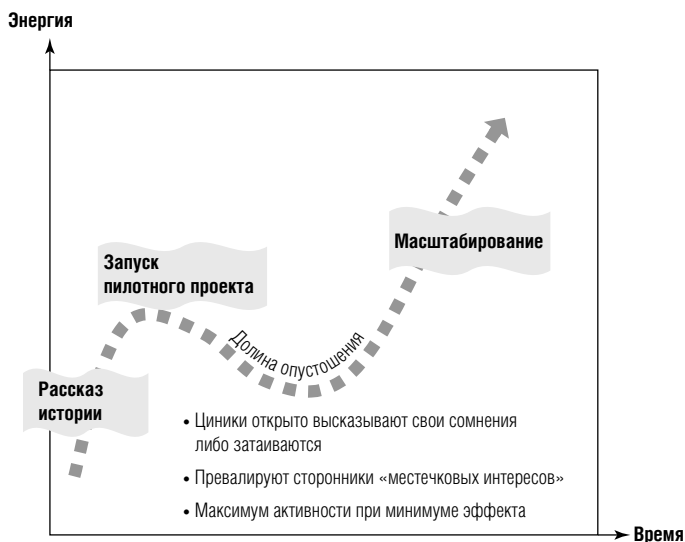 Энергия
Запуск
пилотного проекта
Масштабирование
Долина опустошения
Рассказ
истории
• Циники открыто высказывают свои сомнения
либо затаиваются
• Превалируют сторонники «местечковых интересов»
• Максимум активности при минимуме эффекта
Время